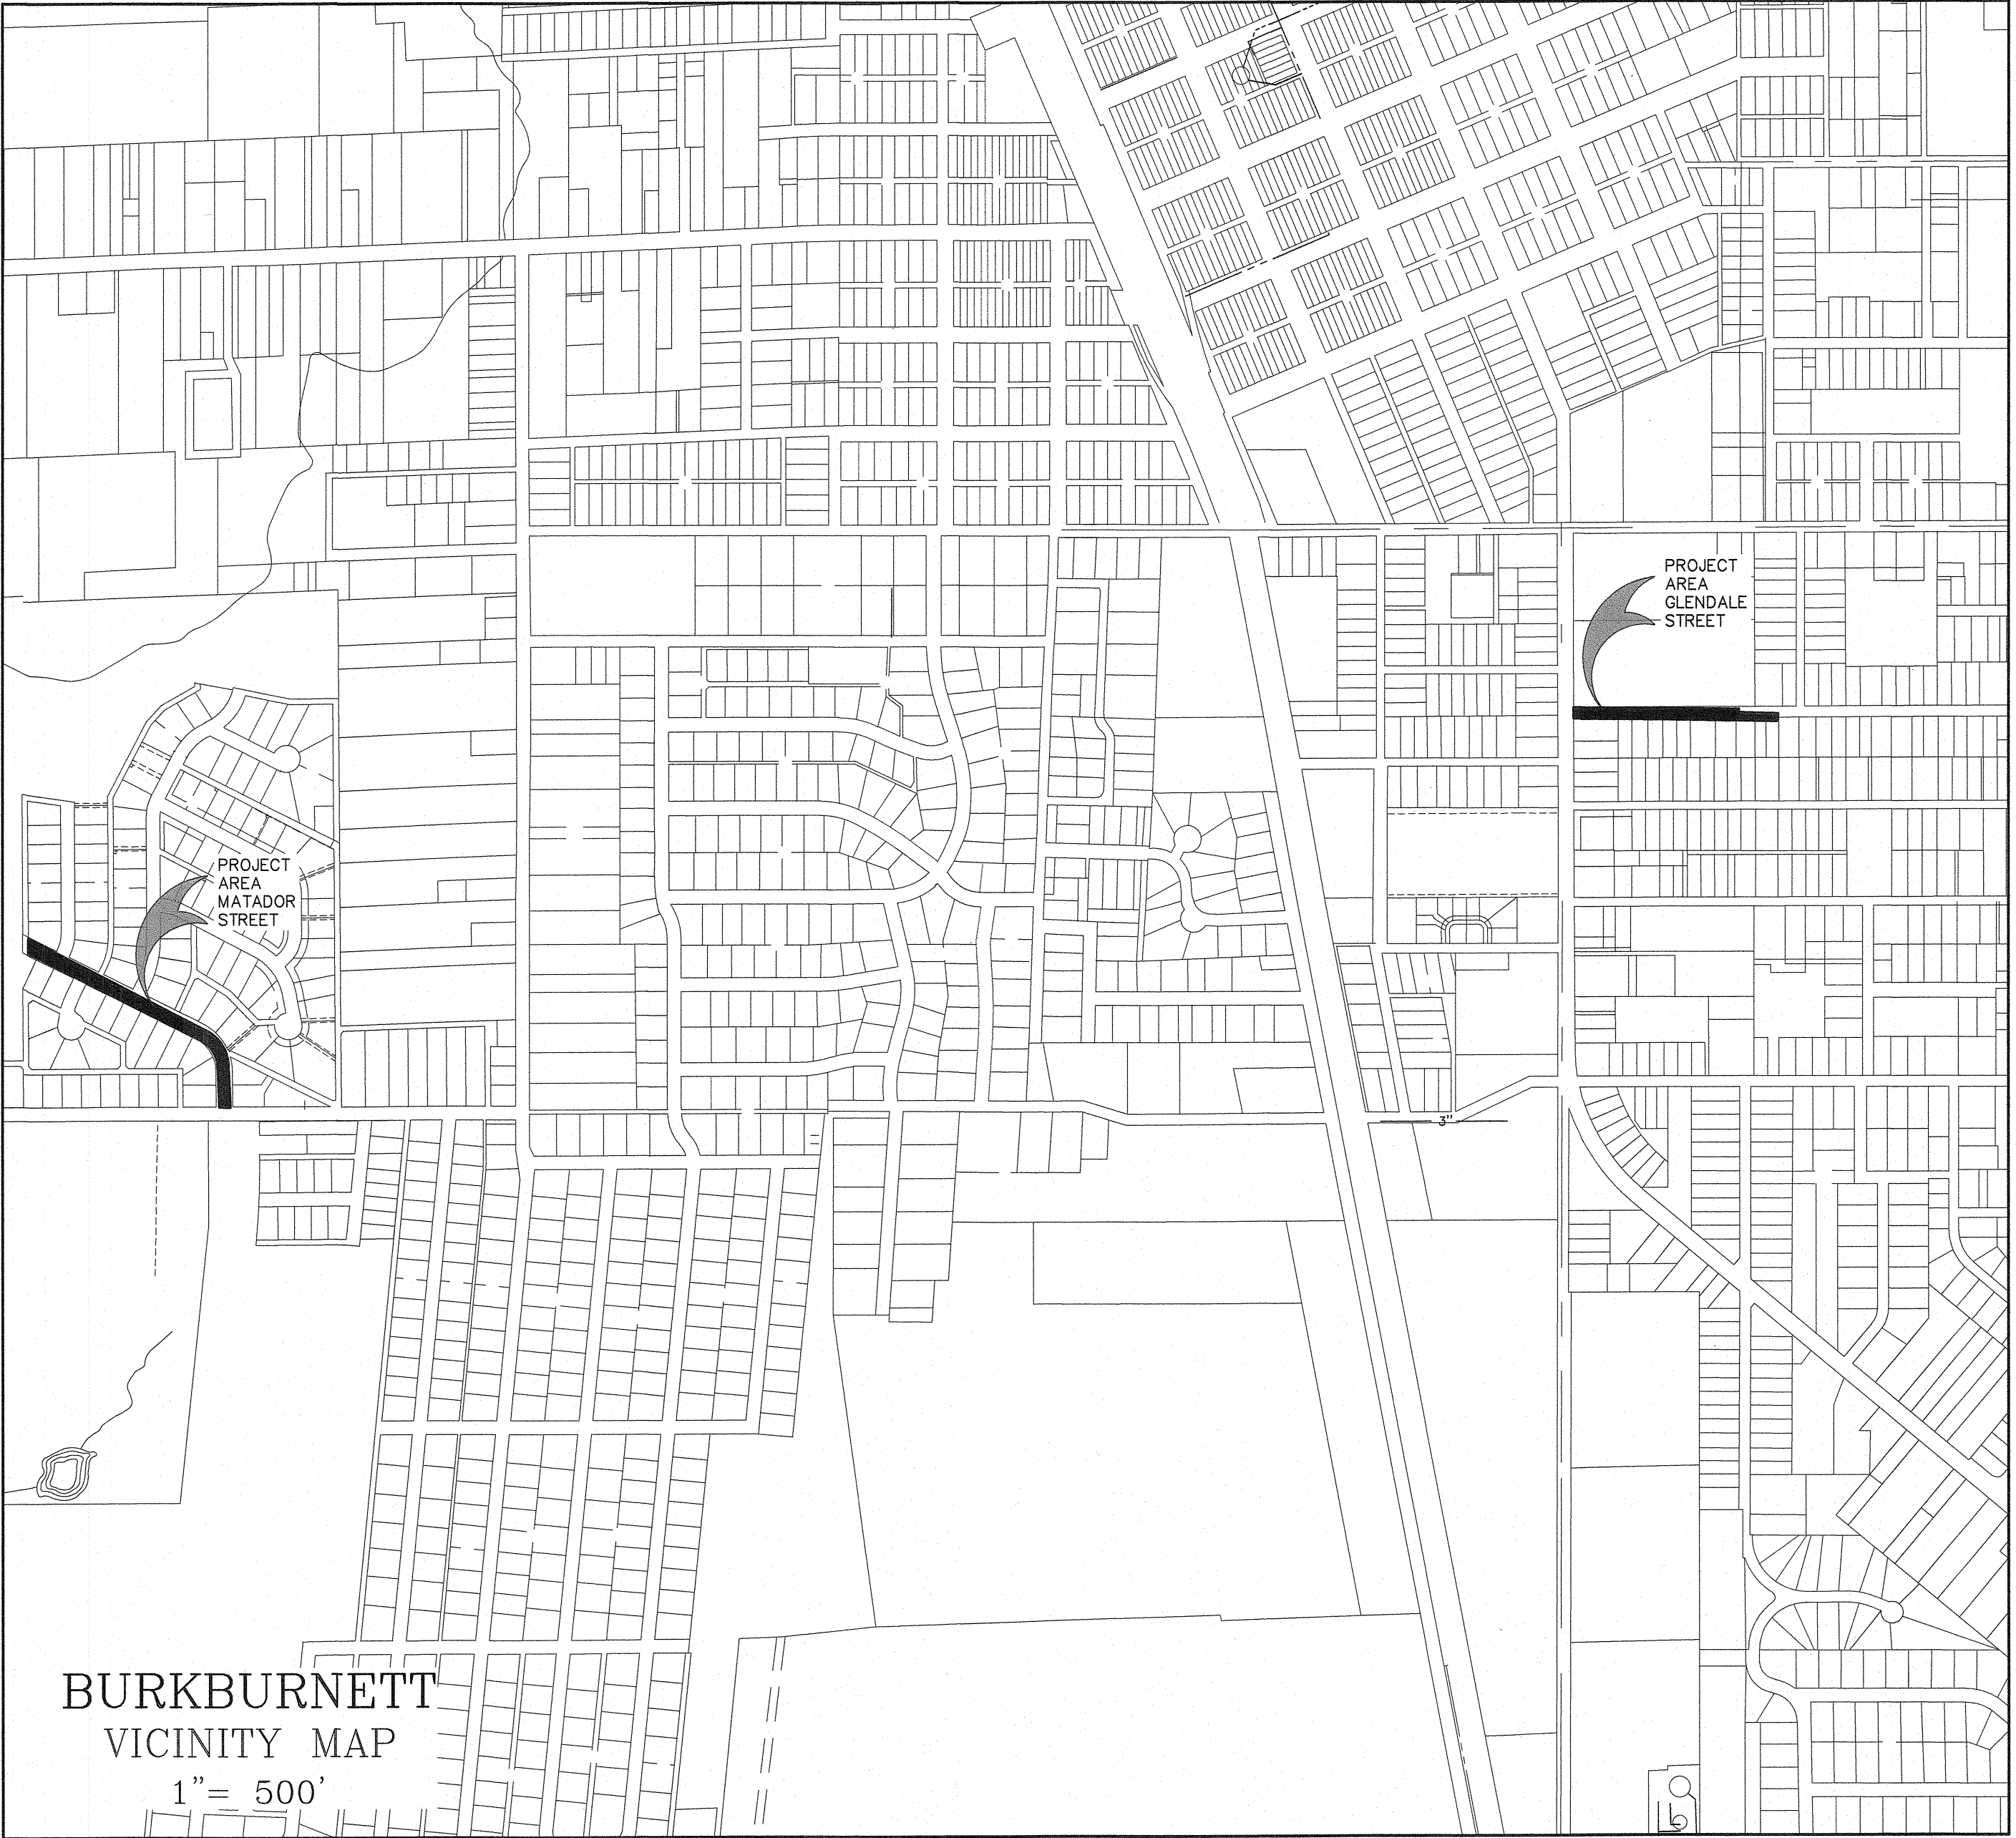 PROJECT
AREA
GLENDALE
STREET
PROJECT
AREA
MATADOR
STREET
3"
BURKBURNETT
VICINITY MAP
1"= 500'